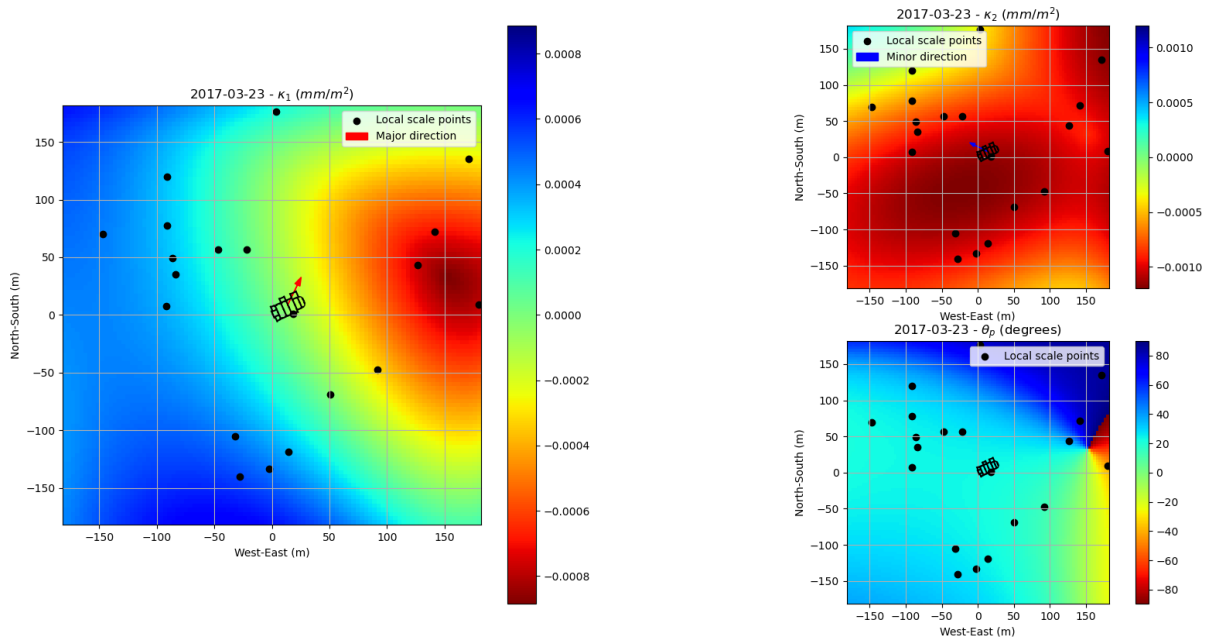 2017-03-23 - κ₁ (mm/m²)
Local scale points
Major direction
150
100
50
0
−50
−100
−150
North-South (m)
−150 −100 −50 0 50 100 150
West-East (m)
0.0008
0.0006
0.0004
0.0002
0.0000
−0.0002
−0.0004
−0.0006
−0.0008
2017-03-23 - κ₂ (mm/m²)
Local scale points
Minor direction
150
100
50
0
−50
−100
−150
North-South (m)
−150 −100 −50 0 50 100 150
West-East (m)
0.0010
0.0005
0.0000
−0.0005
−0.0010
2017-03-23 - θₚ (degrees)
Local scale points
150
100
50
0
−50
−100
−150
North-South (m)
−150 −100 −50 0 50 100 150
West-East (m)
80
60
40
20
0
−20
−40
−60
−80